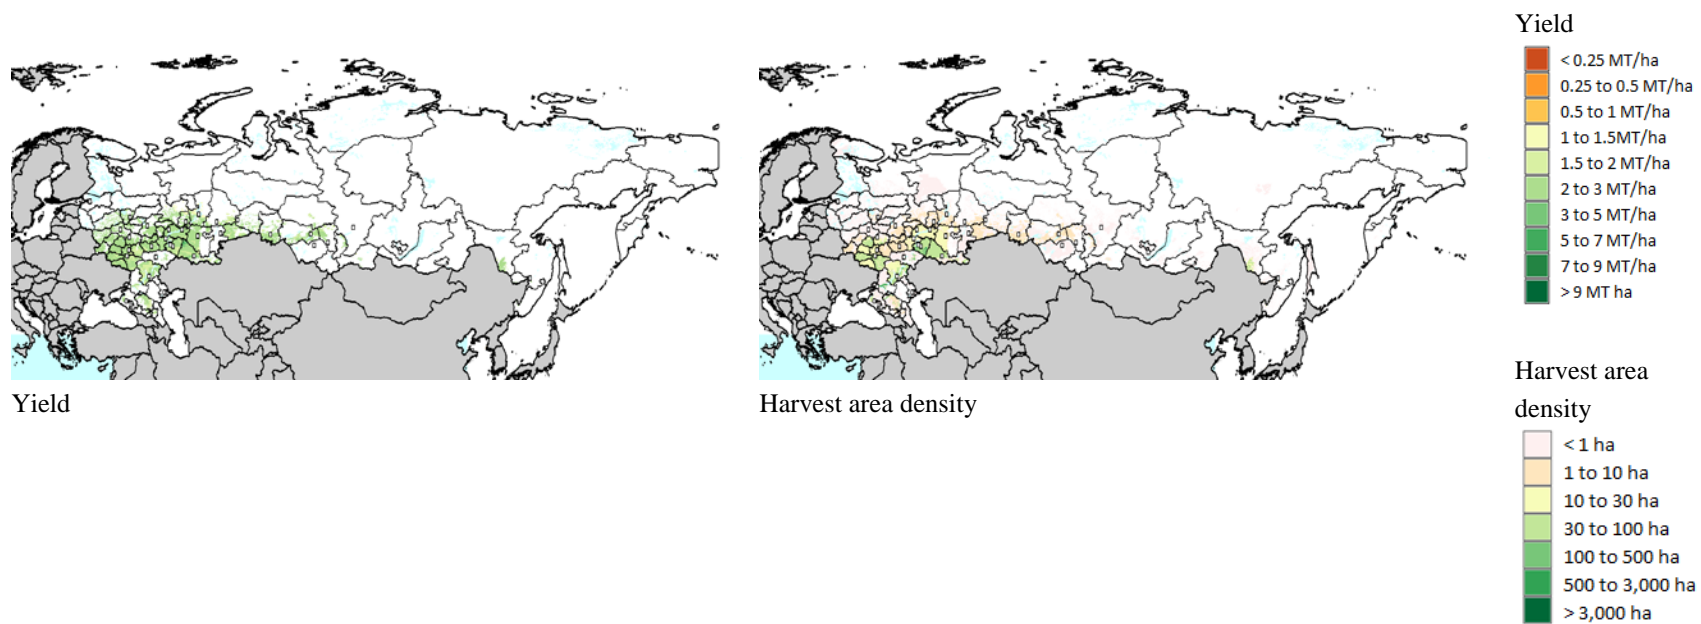 Yield
Harvest area density
Yield
< 0.25 MT/ha
0.25 to 0.5 MT/ha
0.5 to 1 MT/ha
1 to 1.5MT/ha
1.5 to 2 MT/ha
2 to 3 MT/ha
3 to 5 MT/ha
5 to 7 MT/ha
7 to 9 MT/ha
> 9 MT ha
Harvest area
density
< 1 ha
1 to 10 ha
10 to 30 ha
30 to 100 ha
100 to 500 ha
500 to 3,000 ha
> 3,000 ha